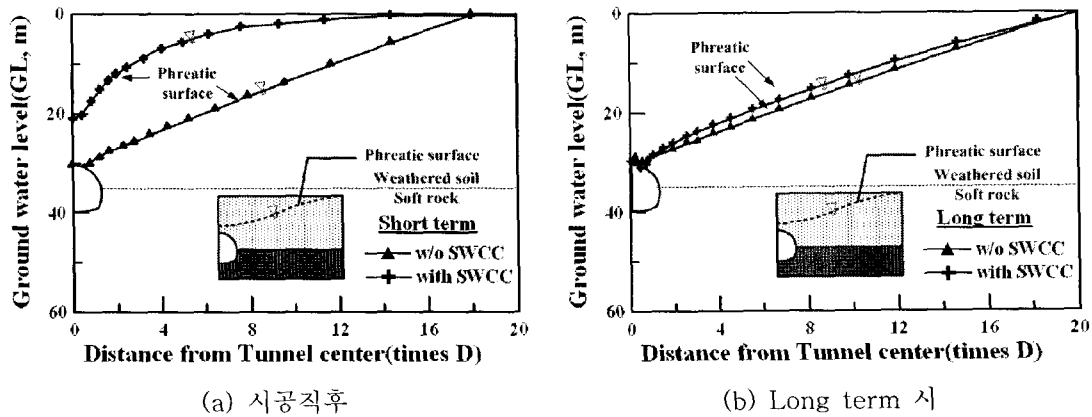 0
20
40
60
Ground water level(GL, m)
Phreatic
surface
Phreatic surface
Weathered soil
Soft rock
Short term
w/o SWCC
with SWCC
0 4 8 12 16 20
Distance from Tunnel center(times D)
(a) 시공직후
0
20
40
60
Ground water level(GL, m)
Phreatic
surface
Phreatic surface
Weathered soil
Soft rock
Long term
w/o SWCC
with SWCC
0 4 8 12 16 20
Distance from Tunnel center(times D)
(b) Long term 시